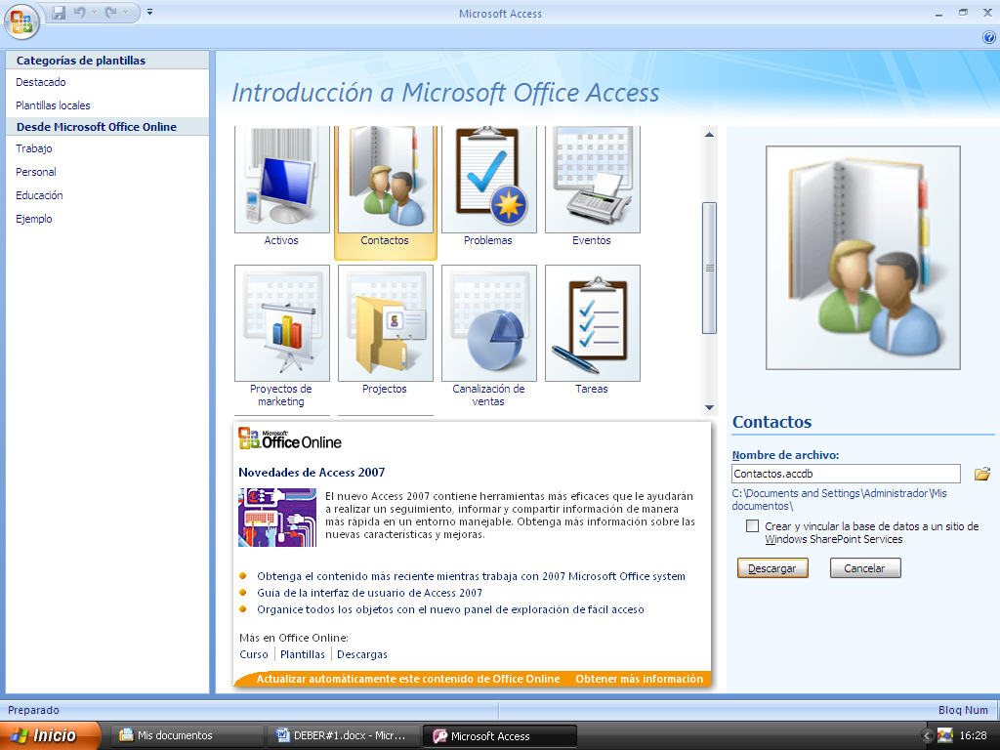 Microsoft Access
Categorías de plantillas
Destacado
Plantillas locales
Desde Microsoft Office Online
Trabajo
Personal
Educación
Ejemplo
Introducción a Microsoft Office Access
Activos
Contactos
Problemas
Eventos
Proyectos de
marketing
Projectos
Canalización de
ventas
Tareas
Microsoft
Office Online
Novedades de Access 2007
El nuevo Access 2007 contiene herramientas más eficaces que le ayudarán
a realizar un seguimiento, informar y compartir información de manera
más rápida en un entorno manejable. Obtenga más información sobre las
nuevas características y mejoras.
Obtenga el contenido más reciente mientras trabaja con 2007 Microsoft Office system
Guía de la interfaz de usuario de Access 2007
Organice todos los objetos con el nuevo panel de exploración de fácil acceso
Más en Office Online:
Curso | Plantillas | Descargas
Actualizar automáticamente este contenido de Office Online Obtener más información
Contactos
Nombre de archivo:
Contactos.accdb
C:\Documents and Settings\Administrador\Mis
documentos\
Crear y vincular la base de datos a un sitio de
Windows SharePoint Services
Descargar Cancelar
Preparado
Bloq Num
Inicio
Mis documentos
DEBER#1.docx - Micr...
Microsoft Access
16:28